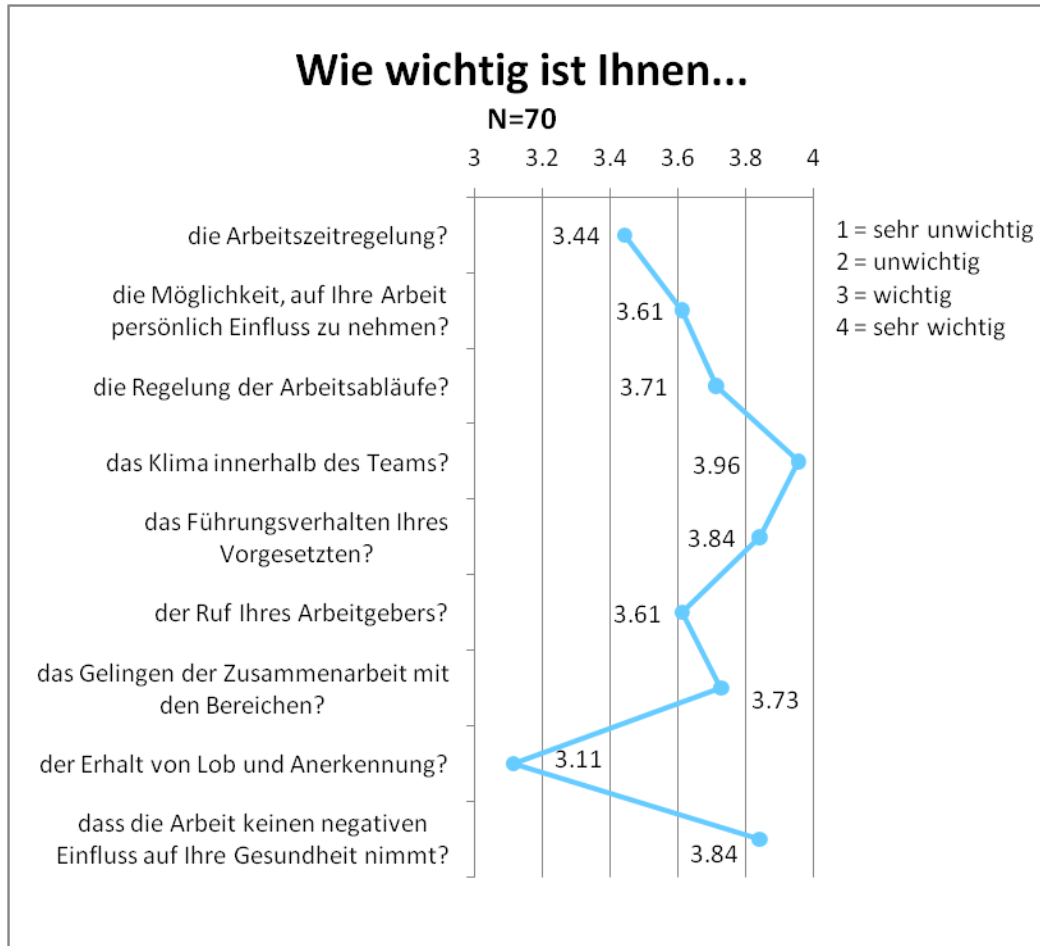 Wie wichtig ist Ihnen...
N=70
3 3.2 3.4 3.6 3.8 4
1 = sehr unwichtig
2 = unwichtig
3 = wichtig
4 = sehr wichtig
die Arbeitszeitregelung? 3.44
die Möglichkeit, auf Ihre Arbeit
persönlich Einfluss zu nehmen? 3.61
die Regelung der Arbeitsabläufe? 3.71
das Klima innerhalb des Teams? 3.96
das Führungsverhalten Ihres
Vorgesetzten? 3.84
der Ruf Ihres Arbeitgebers? 3.61
das Gelingen der Zusammenarbeit mit
den Bereichen? 3.73
der Erhalt von Lob und Anerkennung? 3.11
dass die Arbeit keinen negativen
Einfluss auf Ihre Gesundheit nimmt? 3.84